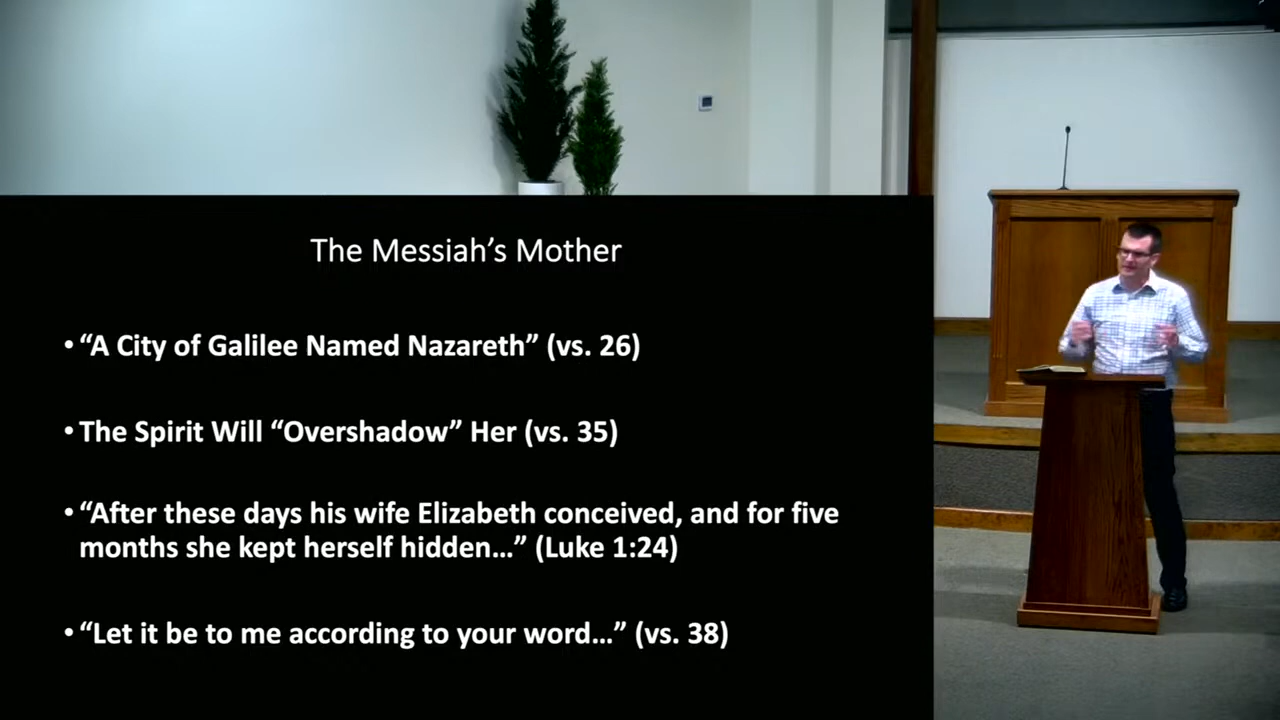 The Messiah’s Mother
• “A City of Galilee Named Nazareth” (vs. 26)
• The Spirit Will “Overshadow” Her (vs. 35)
• “After these days his wife Elizabeth conceived, and for five
months she kept herself hidden…” (Luke 1:24)
• “Let it be to me according to your word…” (vs. 38)